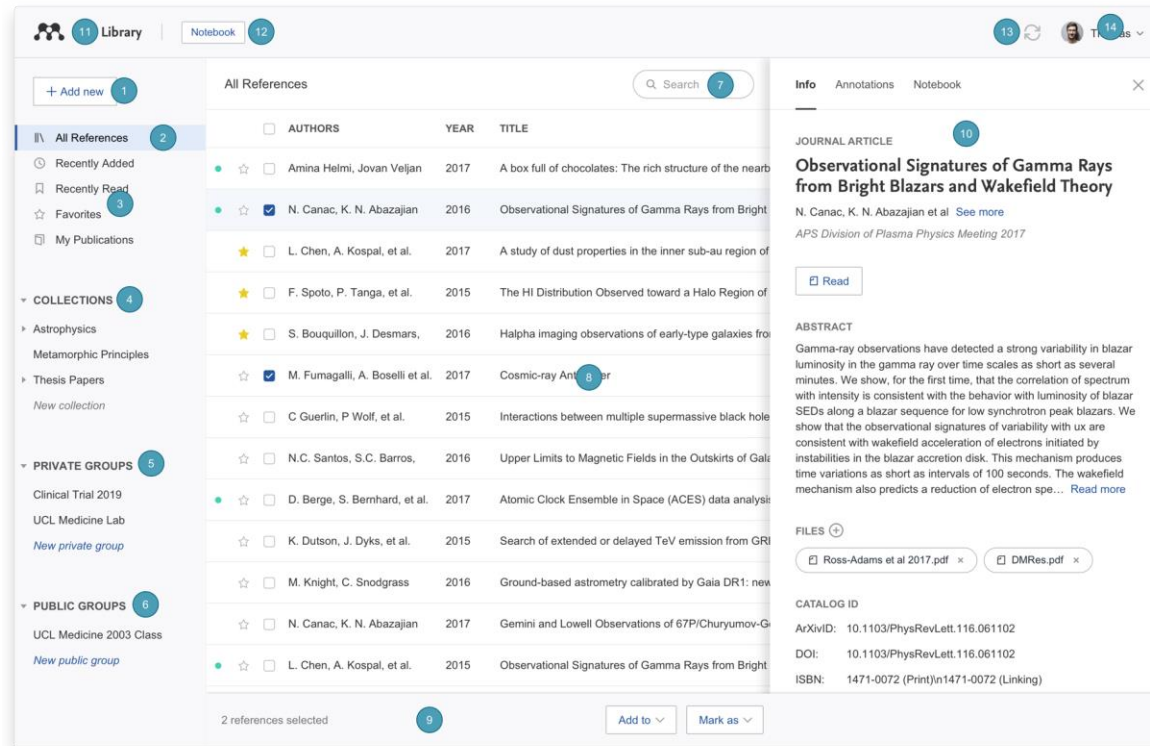 11 Library
Notebook 12
13
14
+ Add new 1
All References 2
Recently Added
Recently Read
3
Favorites
My Publications
COLLECTIONS 4
Astrophysics
Metamorphic Principles
Thesis Papers
New collection
PRIVATE GROUPS 5
Clinical Trial 2019
UCL Medicine Lab
New private group
PUBLIC GROUPS 6
UCL Medicine 2003 Class
New public group
All References
Search 7
AUTHORS YEAR TITLE
Amina Helmi, Jovan Veljan 2017 A box full of chocolates: The rich structure of the nearb
N. Canac, K. N. Abazajian 2016 Observational Signatures of Gamma Rays from Bright
L. Chen, A. Kospal, et al. 2017 A study of dust properties in the inner sub-au region of
F. Spoto, P. Tanga, et al. 2015 The HI Distribution Observed toward a Halo Region of
S. Bouquillon, J. Desmars, 2016 Halpha imaging observations of early-type galaxies fro
M. Fumagalli, A. Boselli et al. 2017 Cosmic-ray
8
C Guerlin, P Wolf, et al. 2015 Interactions between multiple supermassive black hole
N.C. Santos, S.C. Barros, 2016 Upper Limits to Magnetic Fields in the Outskirts of Gala
D. Berge, S. Bernhard, et al. 2017 Atomic Clock Ensemble in Space (ACES) data analysis
K. Dutson, J. Dyks, et al. 2015 Search of extended or delayed TeV emission from GRI
M. Knight, C. Snodgrass 2016 Ground-based astrometry calibrated by Gaia DR1: new
N. Canac, K. N. Abazajian 2017 Gemini and Lowell Observations of 67P/Churyumov-G
L. Chen, A. Kospal, et al. 2015 Observational Signatures of Gamma Rays from Bright
2 references selected 9 Add to Mark as
Info Annotations Notebook
10
JOURNAL ARTICLE
Observational Signatures of Gamma Rays
from Bright Blazars and Wakefield Theory
N. Canac, K. N. Abazajian et al See more
APS Division of Plasma Physics Meeting 2017
Read
ABSTRACT
Gamma-ray observations have detected a strong variability in blazar
luminosity in the gamma ray over time scales as short as several
minutes. We show, for the first time, that the correlation of spectrum
with intensity is consistent with the behavior with luminosity of blazar
SEDs along a blazar sequence for low synchrotron peak blazars. We
show that the observational signatures of variability with ux are
consistent with wakefield acceleration of electrons initiated by
instabilities in the blazar accretion disk. This mechanism produces
time variations as short as intervals of 100 seconds. The wakefield
mechanism also predicts a reduction of electron spe… Read more
FILES
Ross-Adams et al 2017.pdf × DMRes.pdf ×
CATALOG ID
ArXivID: 10.1103/PhysRevLett.116.061102
DOI: 10.1103/PhysRevLett.116.061102
ISBN: 1471-0072 (Print)\n1471-0072 (Linking)